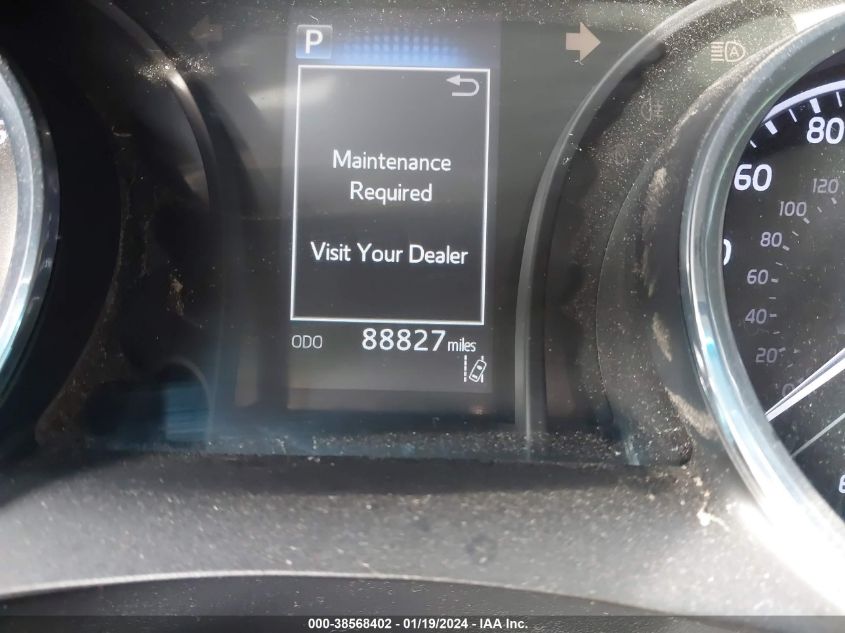 P
Maintenance
Required
Visit Your Dealer
ODO 88827 miles
A
60
80
120
100
80
60
40
20
0
000-38568402 - 01/19/2024 - IAA Inc.